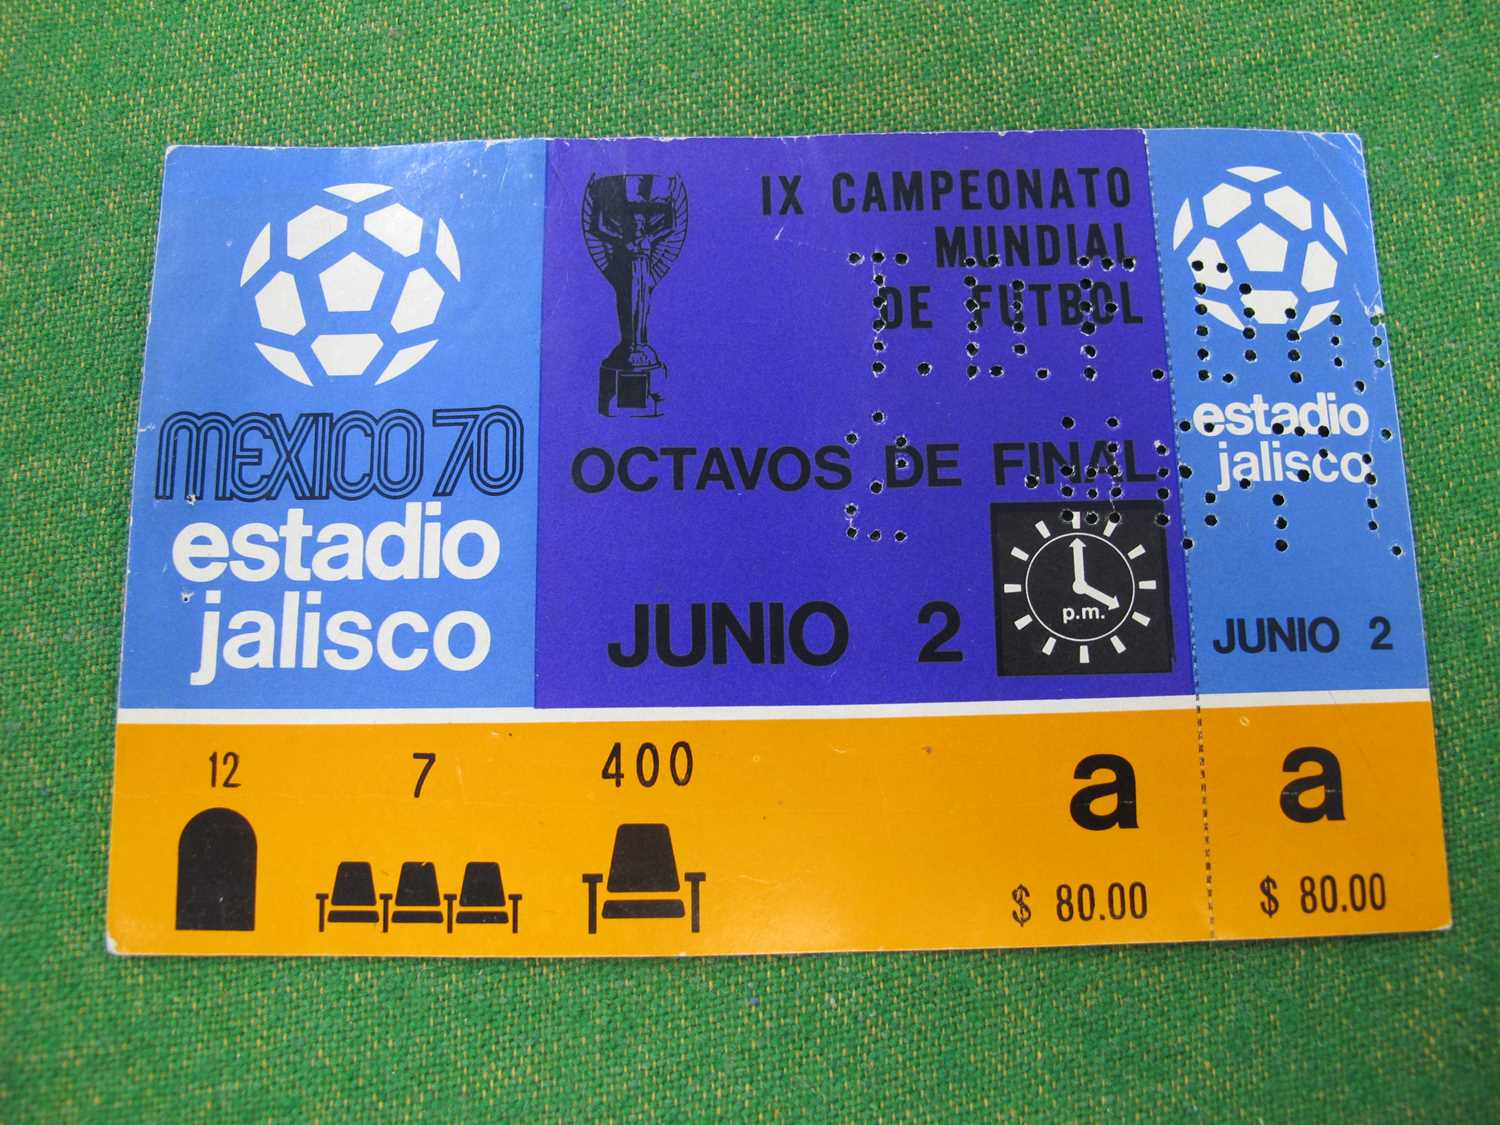 MEXICO 70
estadio
jalisco
IX CAMPEONATO
MUNDIAL
DE FUTBOL
OCTAVOS DE FINAL
JUNIO 2
p.m.
estadio
jalisco
JUNIO 2
12
7
400
a
$ 80.00
a
$ 80.00